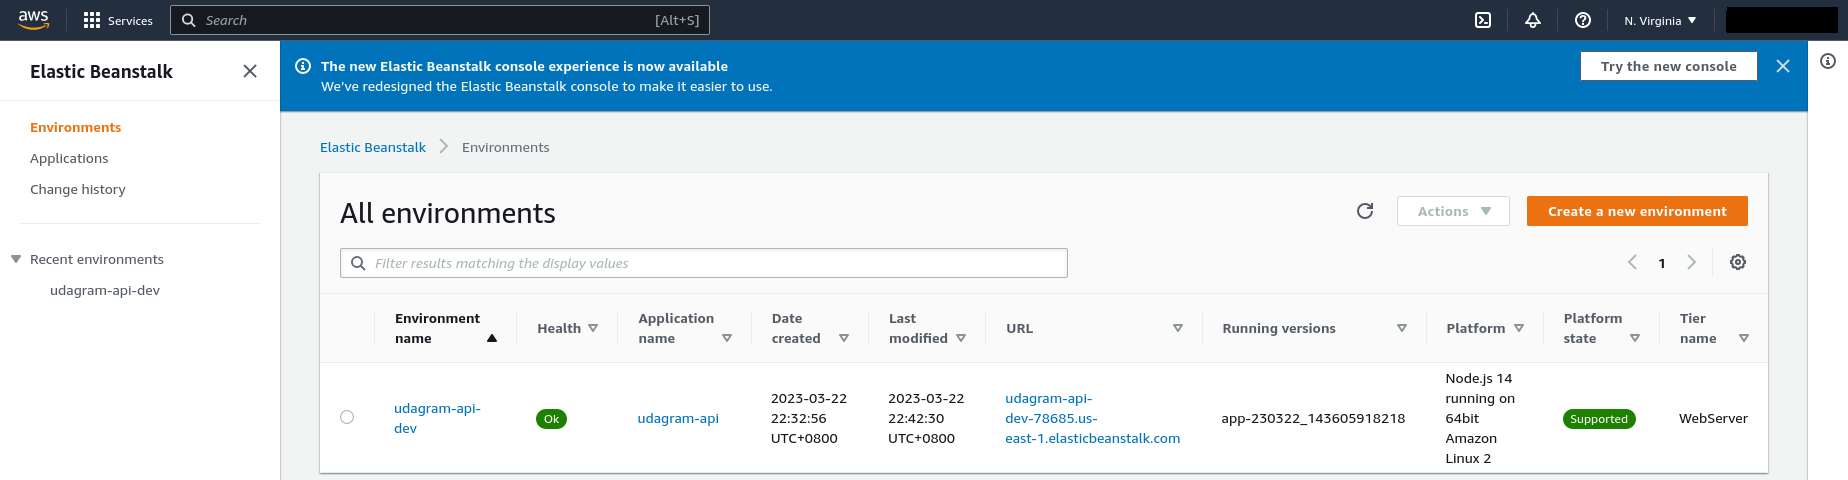 aws Services Search [Alt+S] N. Virginia
Elastic Beanstalk
Environments
Applications
Change history
Recent environments
udagram-api-dev
The new Elastic Beanstalk console experience is now available
We've redesigned the Elastic Beanstalk console to make it easier to use.
Try the new console
Elastic Beanstalk Environments
All environments
Actions
Create a new environment
Filter results matching the display values
1
Environment
name
Health
Application
name
Date
created
Last
modified
URL
Running versions
Platform
Platform
state
Tier
name
udagram-api-
dev
Ok
udagram-api
2023-03-22
22:32:56
UTC+0800
2023-03-22
22:42:30
UTC+0800
udagram-api-
dev-78685.us-
east-1.elasticbeanstalk.com
app-230322_143605918218
Node.js 14
running on
64bit
Amazon
Linux 2
Supported
WebServer